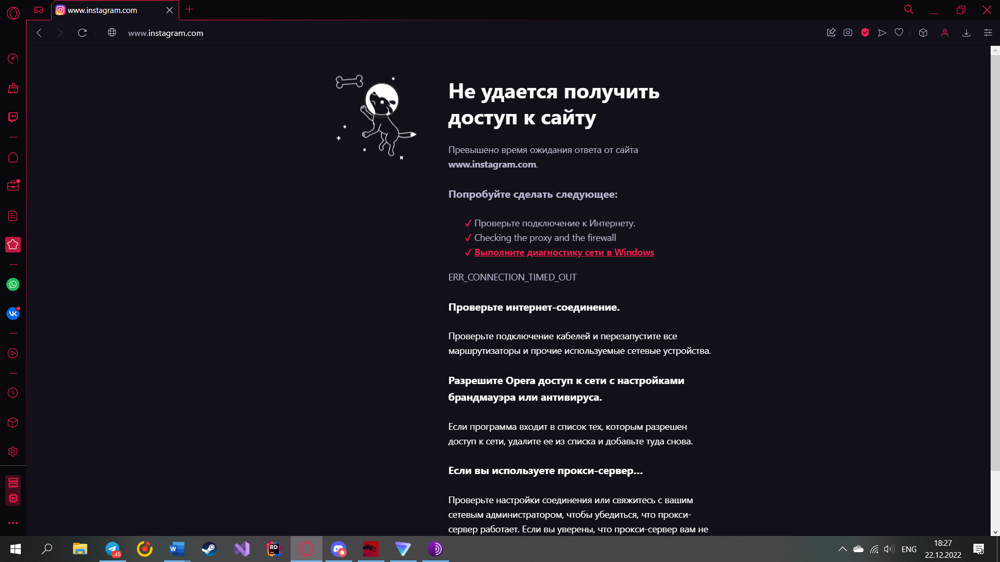 www.instagram.com
www.instagram.com
Не удается получить
доступ к сайту
Превышено время ожидания ответа от сайта
www.instagram.com.
Попробуйте сделать следующее:
✓ Проверьте подключение к Интернету.
✓ Checking the proxy and the firewall
✓ Выполните диагностику сети в Windows
ERR_CONNECTION_TIMED_OUT
Проверьте интернет-соединение.
Проверьте подключение кабелей и перезапустите все
маршрутизаторы и прочие используемые сетевые устройства.
Разрешите Opera доступ к сети с настройками
брандмауэра или антивируса.
Если программа входит в список тех, которым разрешен
доступ к сети, удалите ее из списка и добавьте туда снова.
Если вы используете прокси-сервер...
Проверьте настройки соединения или свяжитесь с вашим
сетевым администратором, чтобы убедиться, что прокси-
сервер работает. Если вы уверены, что прокси-сервер вам не
45
W
RD
ENG
18:27
22.12.2022